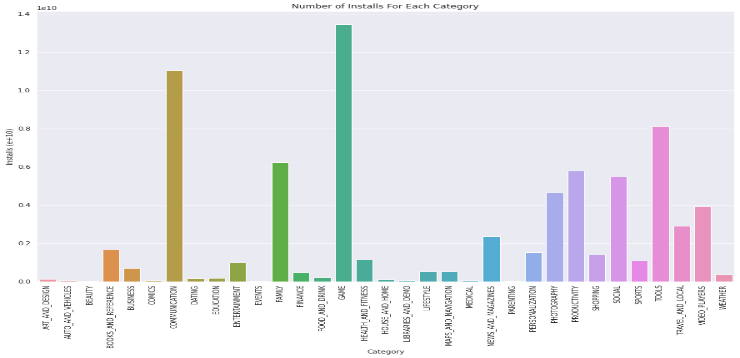 Number of Installs For Each Category
1e10
1.4
1.2
1.0
0.8
0.6
0.4
0.2
0.0
Installs (e+10)
ART_AND_DESIGN
AUTO_AND_VEHICLES
BEAUTY
BOOKS_AND_REFERENCE
BUSINESS
COMICS
COMMUNICATION
DATING
EDUCATION
ENTERTAINMENT
EVENTS
FAMILY
FINANCE
FOOD_AND_DRINK
GAME
HEALTH_AND_FITNESS
HOUSE_AND_HOME
LIBRARIES_AND_DEMO
LIFESTYLE
MAPS_AND_NAVIGATION
MEDICAL
NEWS_AND_MAGAZINES
PARENTING
PERSONALIZATION
PHOTOGRAPHY
PRODUCTIVITY
SHOPPING
SOCIAL
SPORTS
TOOLS
TRAVEL_AND_LOCAL
VIDEO_PLAYERS
WEATHER
Category